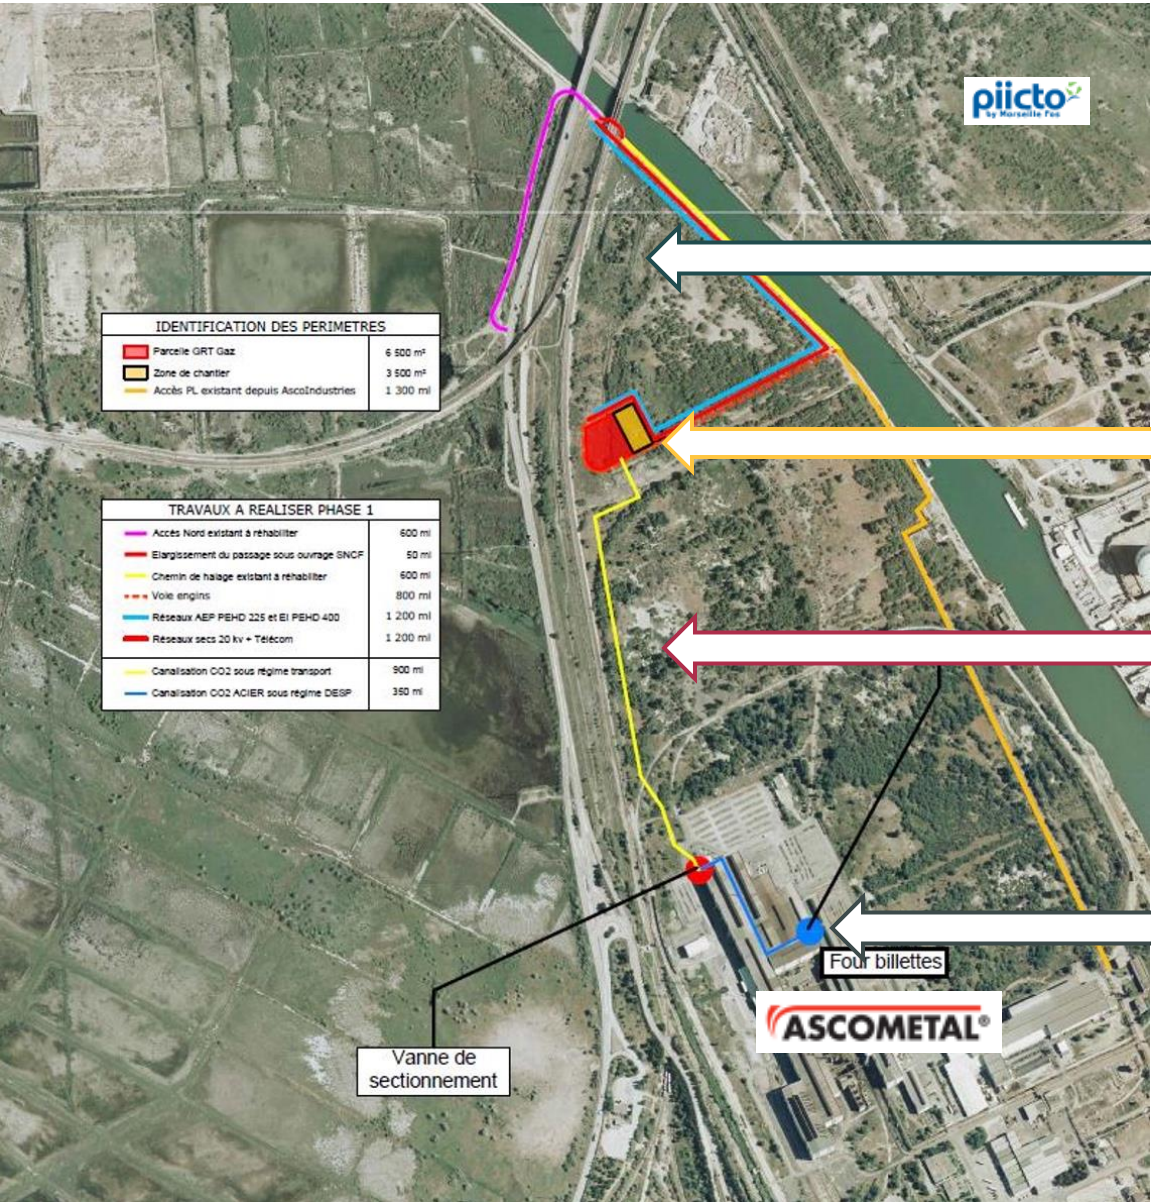 piicto
by Marseille Fos
IDENTIFICATION DES PERIMETRES
Parcelle GRT Gaz 6 500 m²
Zone de chantier 3 500 m²
Accès PL existant depuis AscoIndustries 1 300 ml
TRAVAUX A REALISER PHASE 1
Accès Nord existant à réhabiliter 600 ml
Elargissement du passage sous ouvrage SNCF 50 ml
Chemin de halage existant à réhabiliter 600 ml
Voie engins 800 ml
Réseaux AEP PEHD 225 et EI PEHD 400 1 200 ml
Réseaux secs 20 kv + Télécom 1 200 ml
Canalisation CO2 sous régime transport 900 ml
Canalisation CO2 ACIER sous régime DESP 350 ml
Four billettes
ASCOMETAL®
Vanne de
sectionnement